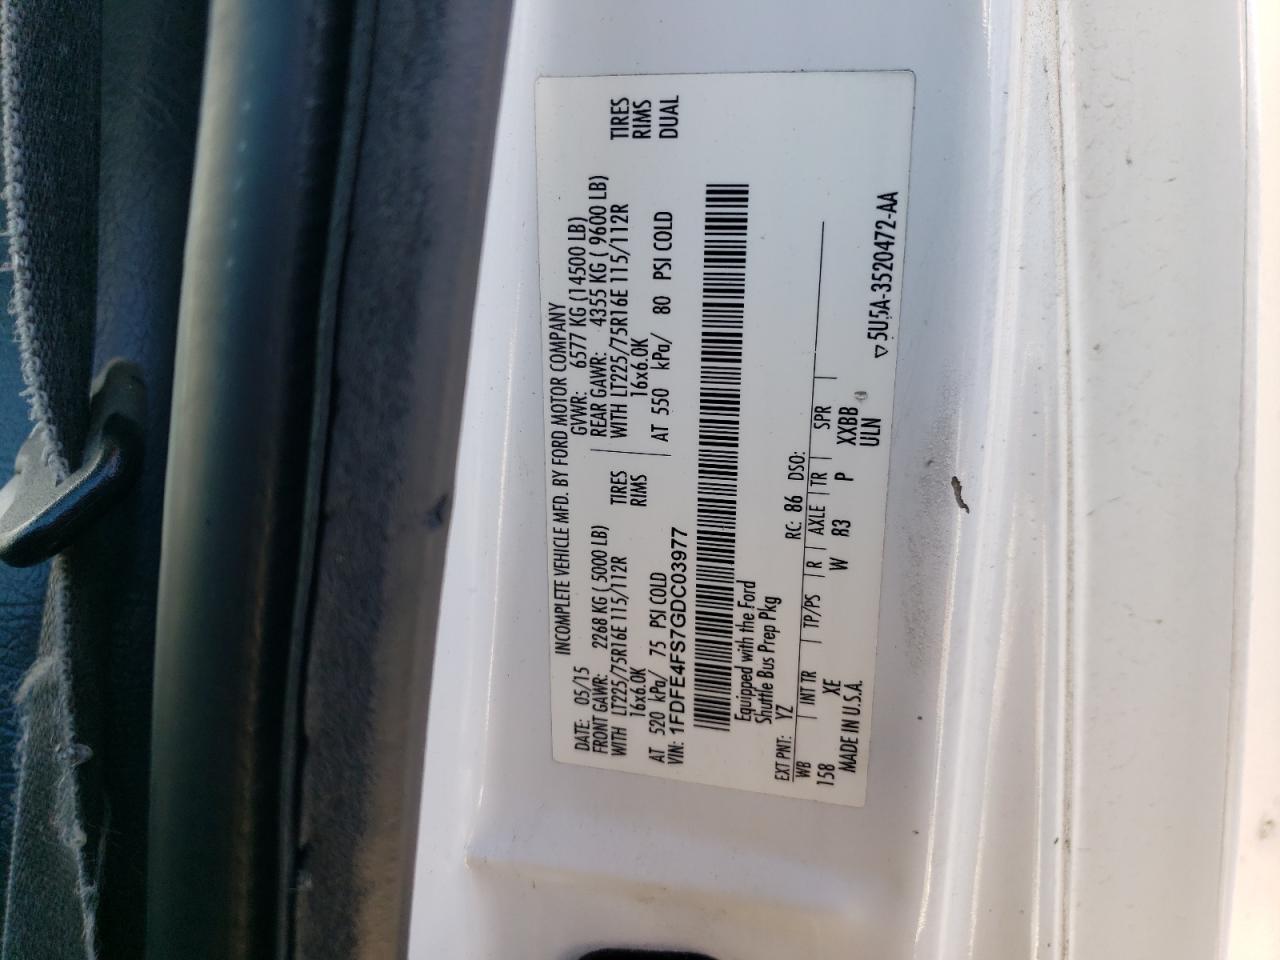 INCOMPLETE VEHICLE MFD. BY FORD MOTOR COMPANY
DATE: 05/15 GVWR: 6577 KG (14500 LB)
FRONT GAWR: 2268 KG ( 5000 LB) REAR GAWR: 4355 KG ( 9600 LB)
WITH LT225/75R16E 115/112R TIRES WITH LT225/75R16E 115/112R TIRES
16x6.0K RIMS 16x6.0K RIMS
AT 520 kPa/ 75 PSI COLD AT 550 kPa/ 80 PSI COLD DUAL
VIN: 1FDFE4FS7GDC03977
Equipped with the Ford
Shuttle Bus Prep Pkg
EXT PNT: YZ RC: 86 DSO:
WB INT TR TP/PS R AXLE TR SPR
158 XE W R3 P XXBB
MADE IN U.S.A. ULN
▽5U5A-3520472-AA